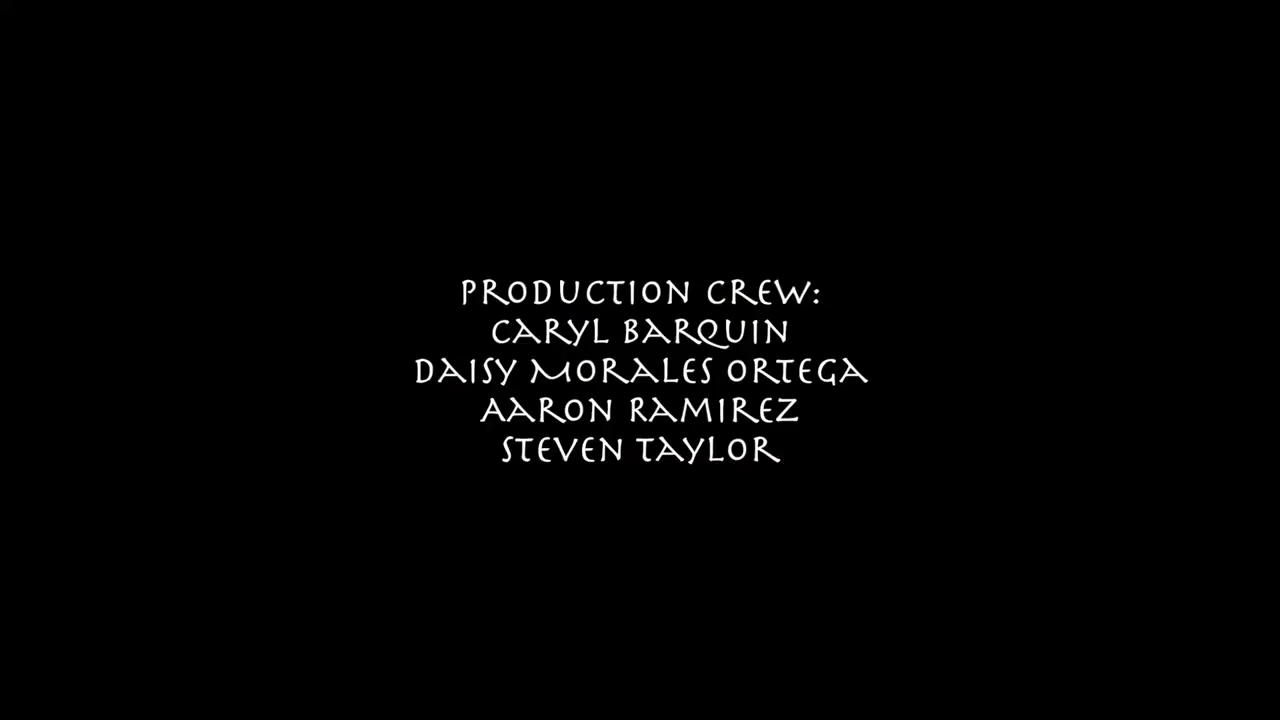 Production Crew:
Caryl Barquin
Daisy Morales Ortega
Aaron Ramirez
Steven Taylor